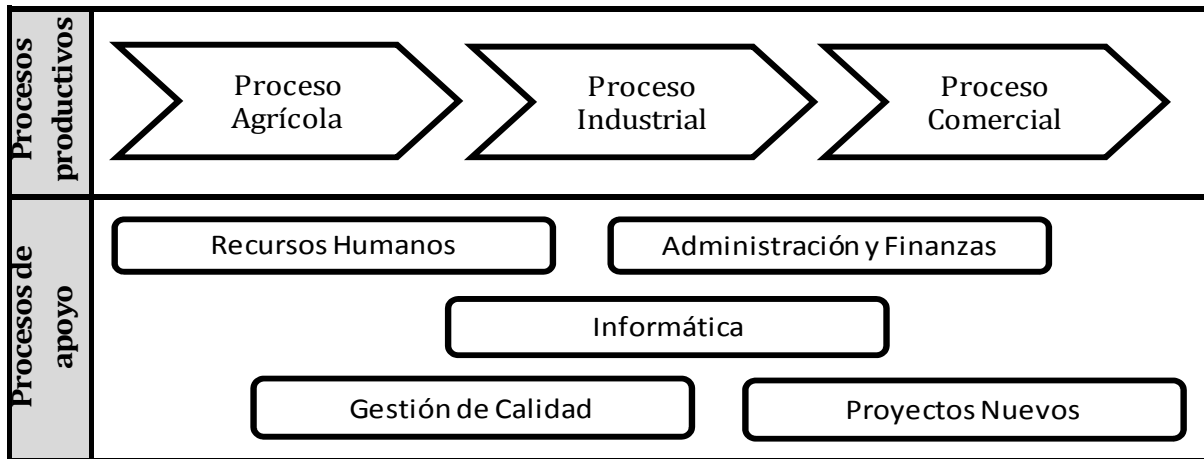 Procesos
productivos
Proceso
Agrícola
Proceso
Industrial
Proceso
Comercial
Procesos de
apoyo
Recursos Humanos
Administración y Finanzas
Informática
Gestión de Calidad
Proyectos Nuevos